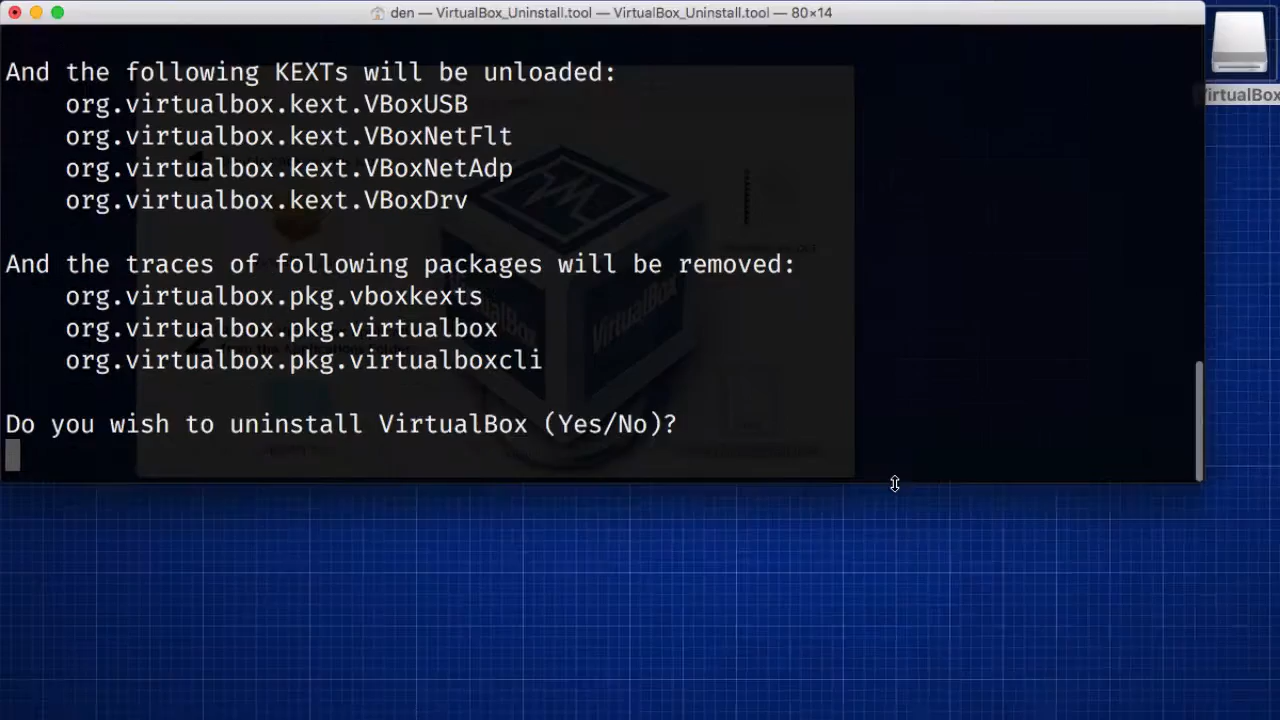 den — VirtualBox_Uninstall.tool — VirtualBox_Uninstall.tool — 80×14
VirtualBox
And the following KEXTs will be unloaded:
org.virtualbox.kext.VBoxUSB
org.virtualbox.kext.VBoxNetFlt
org.virtualbox.kext.VBoxNetAdp
org.virtualbox.kext.VBoxDrv
And the traces of following packages will be removed:
org.virtualbox.pkg.vboxkexts
org.virtualbox.pkg.virtualbox
org.virtualbox.pkg.virtualboxcli
Do you wish to uninstall VirtualBox (Yes/No)?